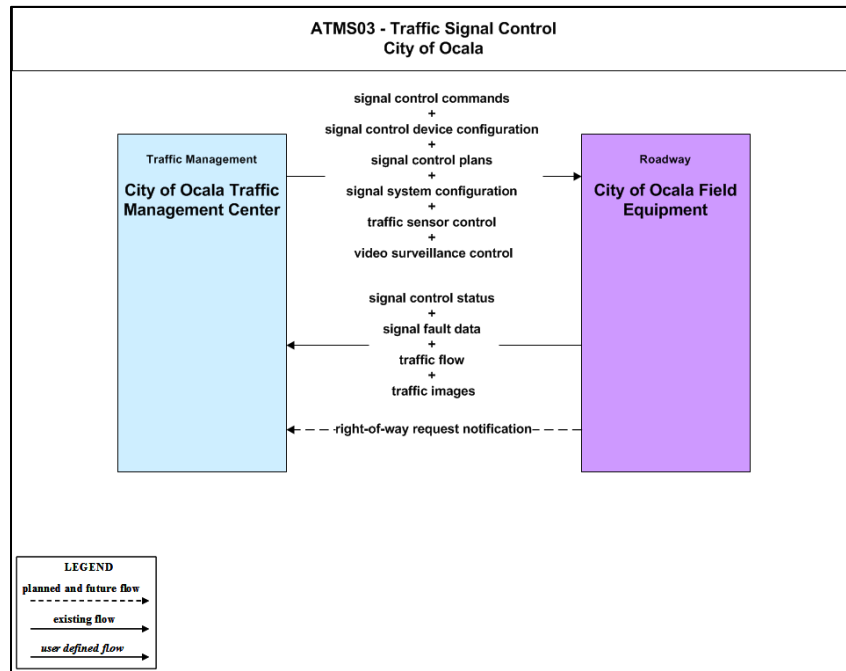 ATMS03 - Traffic Signal Control
City of Ocala
signal control commands
+
signal control device configuration
+
signal control plans
+
signal system configuration
+
traffic sensor control
+
video surveillance control
Traffic Management
City of Ocala Traffic
Management Center
Roadway
City of Ocala Field
Equipment
signal control status
+
signal fault data
+
traffic flow
+
traffic images
right-of-way request notification
LEGEND
planned and future flow
existing flow
user defined flow